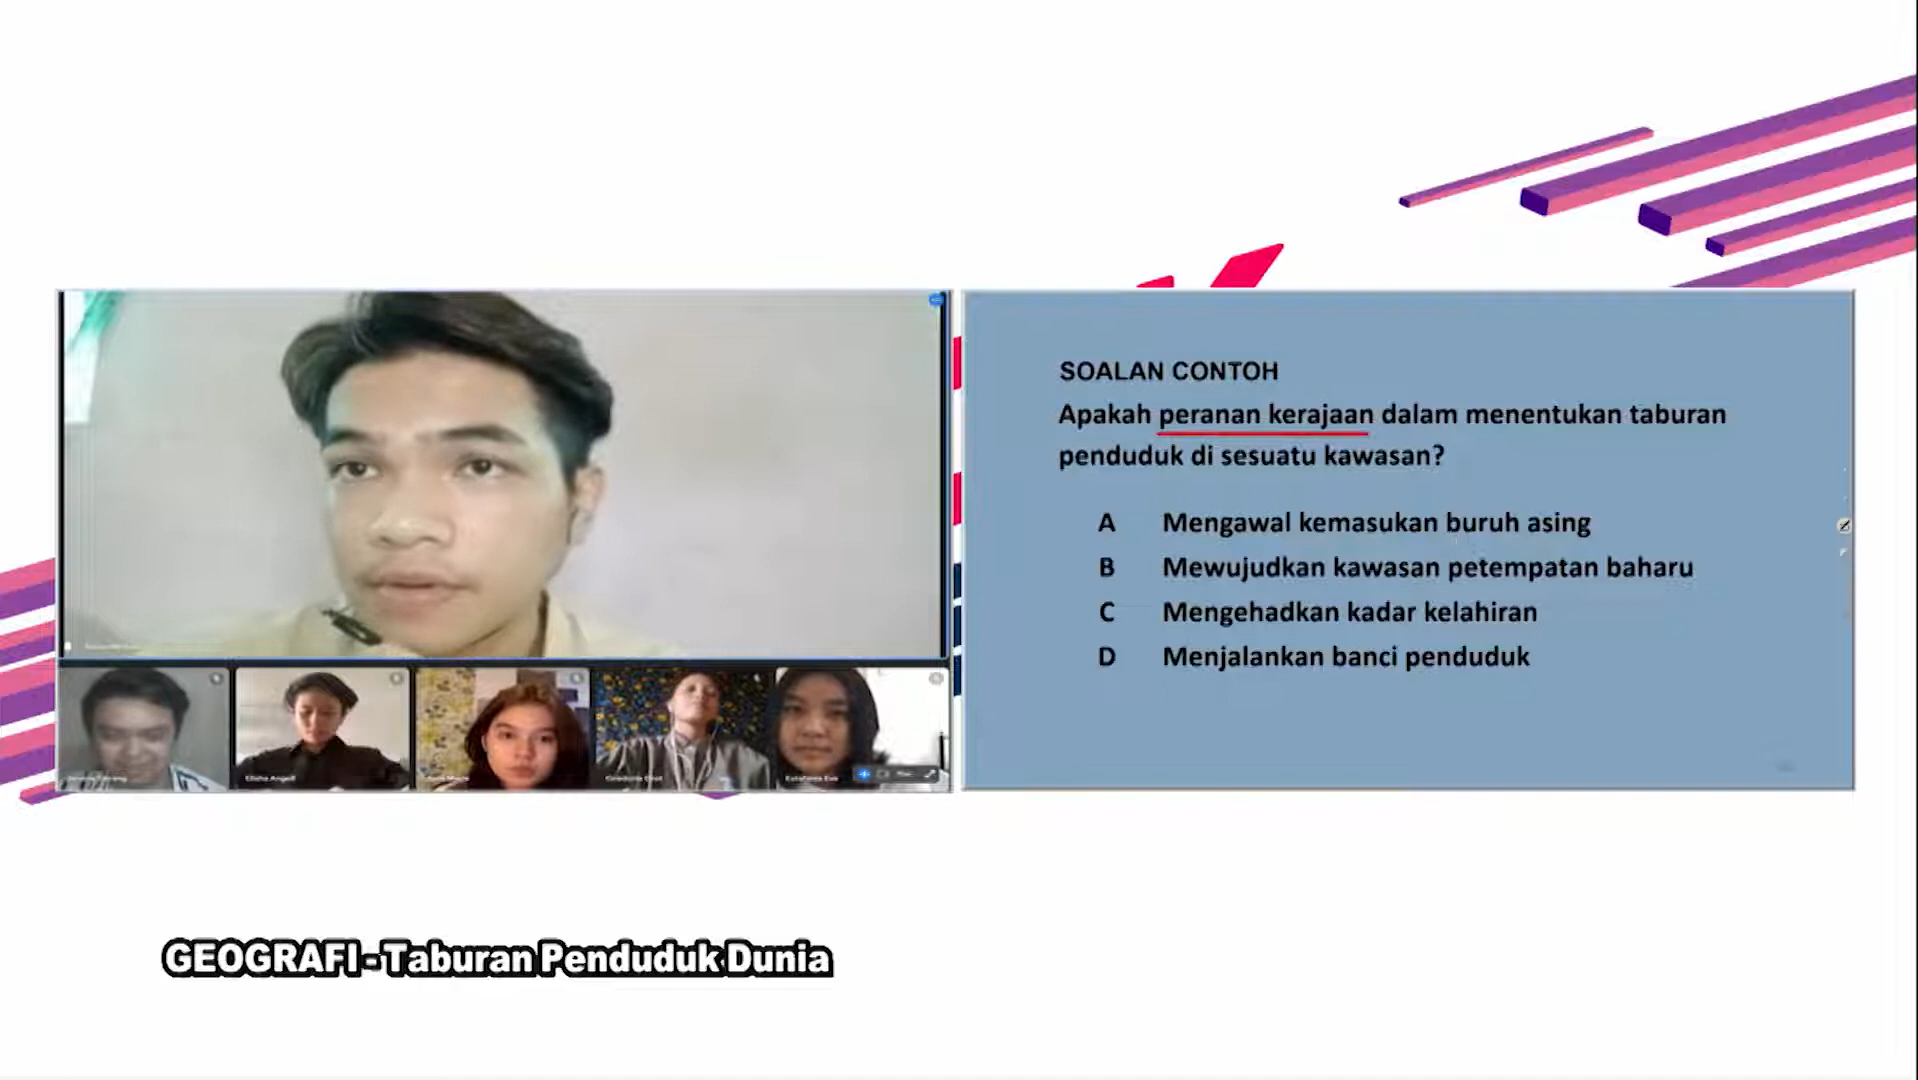 SOALAN CONTOH
Apakah peranan kerajaan dalam menentukan taburan
penduduk di sesuatu kawasan?
A Mengawal kemasukan buruh asing
B Mewujudkan kawasan petempatan baharu
C Mengehadkan kadar kelahiran
D Menjalankan banci penduduk
GEOGRAFI - Taburan Penduduk Dunia